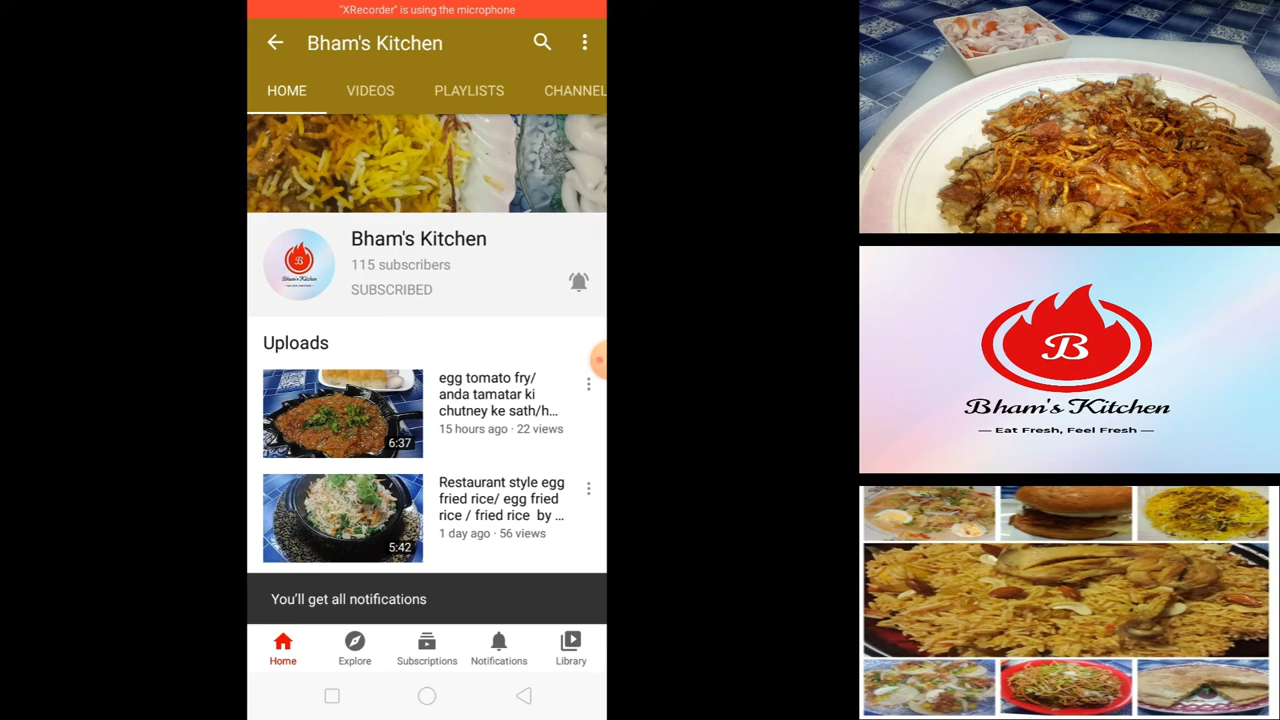 "XRecorder" is using the microphone
Bham's Kitchen
HOME VIDEOS PLAYLISTS CHANNEL
Bham's Kitchen
115 subscribers
SUBSCRIBED
Uploads
egg tomato fry/
anda tamatar ki
chutney ke sath/h...
15 hours ago · 22 views
6:37
Restaurant style egg
fried rice/ egg fried
rice / fried rice by ...
1 day ago · 56 views
5:42
You'll get all notifications
Home Explore Subscriptions Notifications Library
B
Bham's Kitchen
— Eat Fresh, Feel Fresh —
B
Bham's Kitchen